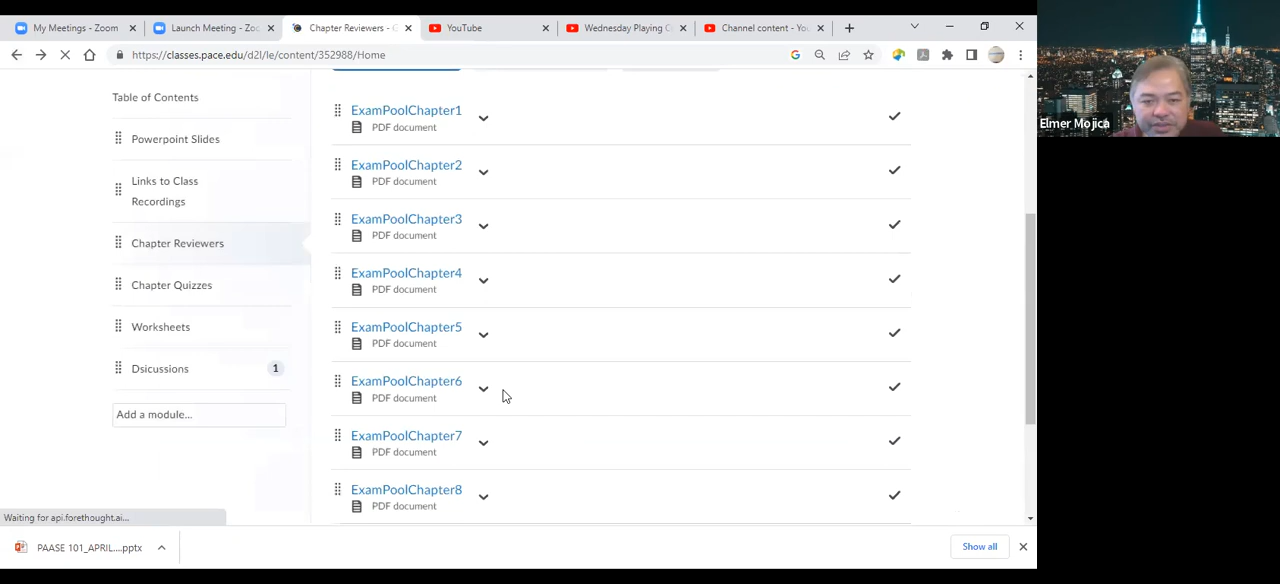 My Meetings - Zoom
Launch Meeting - Zoc
Chapter Reviewers - G
YouTube
Wednesday Playing G
Channel content - You
https://classes.pace.edu/d2l/le/content/352988/Home
Elmer Mojica
Table of Contents
Powerpoint Slides
Links to Class
Recordings
Chapter Reviewers
Chapter Quizzes
Worksheets
Dsicussions
1
Add a module...
ExamPoolChapter1
PDF document
ExamPoolChapter2
PDF document
ExamPoolChapter3
PDF document
ExamPoolChapter4
PDF document
ExamPoolChapter5
PDF document
ExamPoolChapter6
PDF document
ExamPoolChapter7
PDF document
ExamPoolChapter8
PDF document
Waiting for api.forethought.ai...
PAASE 101_APRIL....pptx
Show all